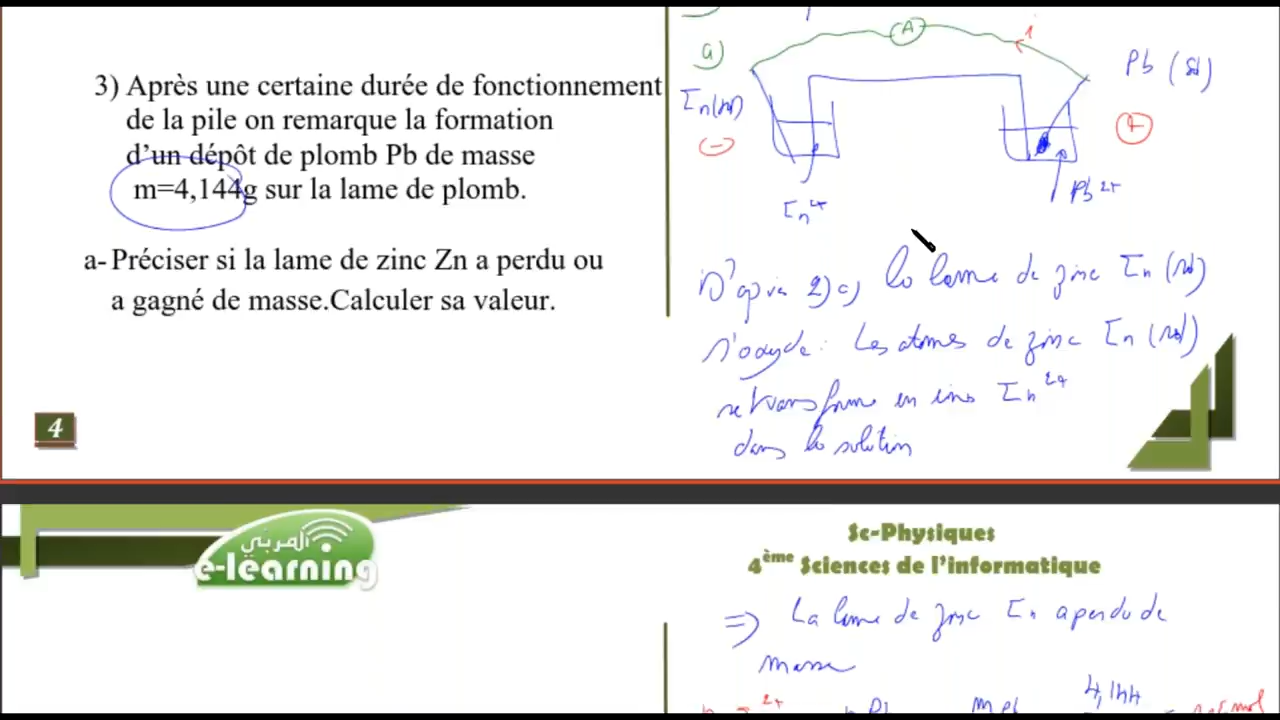 3) Après une certaine durée de fonctionnement
de la pile on remarque la formation
d'un dépôt de plomb Pb de masse
m=4,144g sur la lame de plomb.
a- Préciser si la lame de zinc Zn a perdu ou
a gagné de masse.Calculer sa valeur.
4
a)
A
i
Zn(sd)
-
Pb (sd)
+
Zn2+
Pb2+
D'après 2) c) la lame de zinc Zn (sd)
s'oxyde : Les atomes de zinc Zn (sd)
se transforme en ions Zn2+
dans la solution
العربي
e-learning
Sc-Physiques
4ème Sciences de l'informatique
=> La lame de zinc Zn a perdu de
masse
4,144